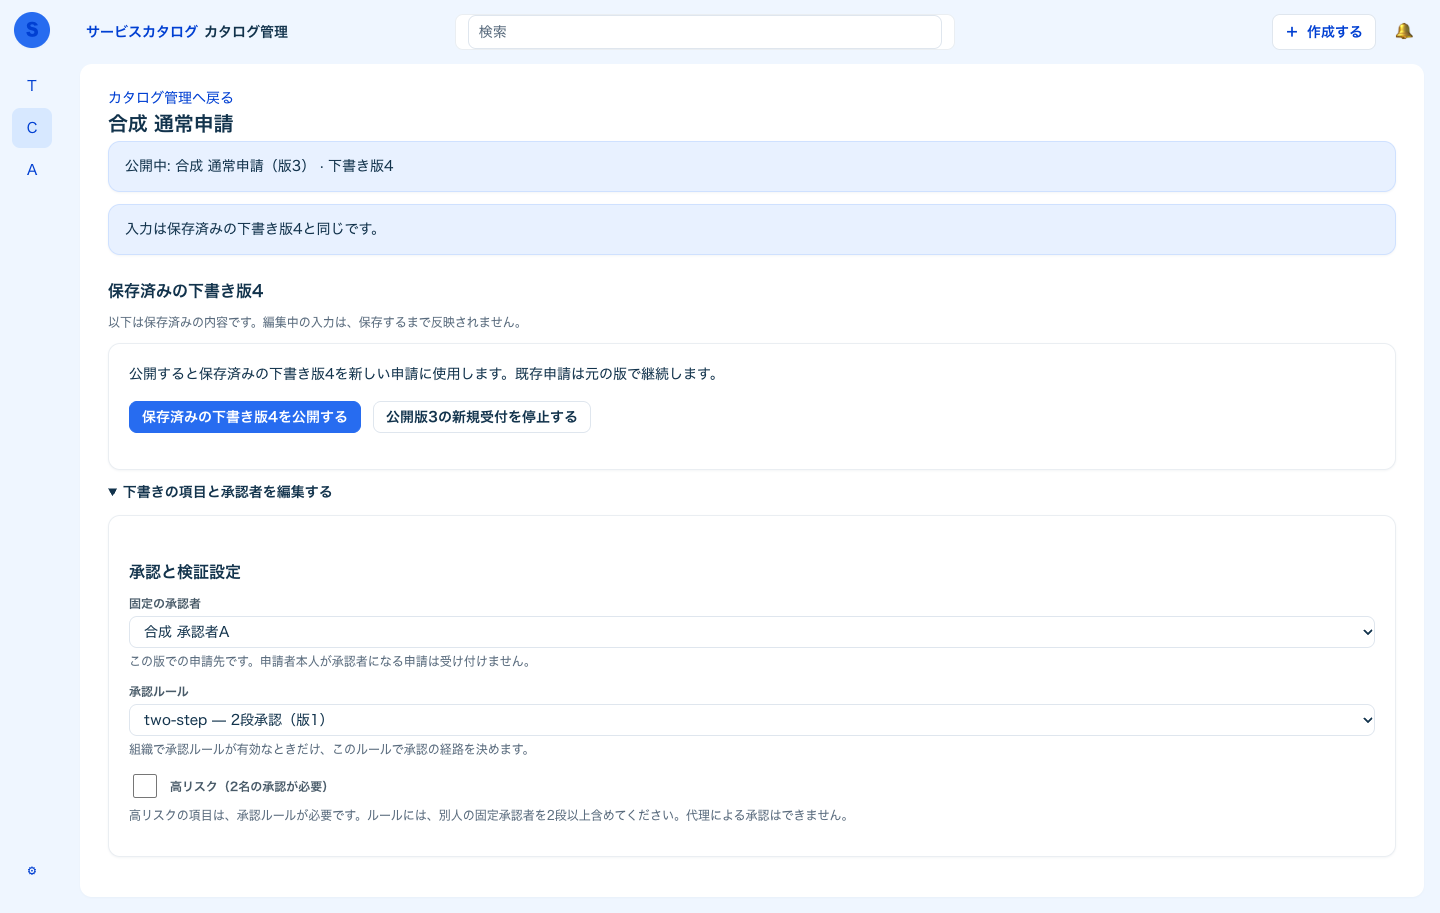 S
サービスカタログ カタログ管理
検索
+ 作成する
T
C
A
カタログ管理へ戻る
合成 通常申請
公開中: 合成 通常申請（版3） · 下書き版4
入力は保存済みの下書き版4と同じです。
保存済みの下書き版4
以下は保存済みの内容です。編集中の入力は、保存するまで反映されません。
公開すると保存済みの下書き版4を新しい申請に使用します。既存申請は元の版で継続します。
保存済みの下書き版4を公開する
公開版3の新規受付を停止する
▼ 下書きの項目と承認者を編集する
承認と検証設定
固定の承認者
合成 承認者A
この版での申請先です。申請者本人が承認者になる申請は受け付けません。
承認ルール
two-step — 2段承認（版1）
組織で承認ルールが有効なときだけ、このルールで承認の経路を決めます。
高リスク（2名の承認が必要）
高リスクの項目は、承認ルールが必要です。ルールには、別人の固定承認者を2段以上含めてください。代理による承認はできません。